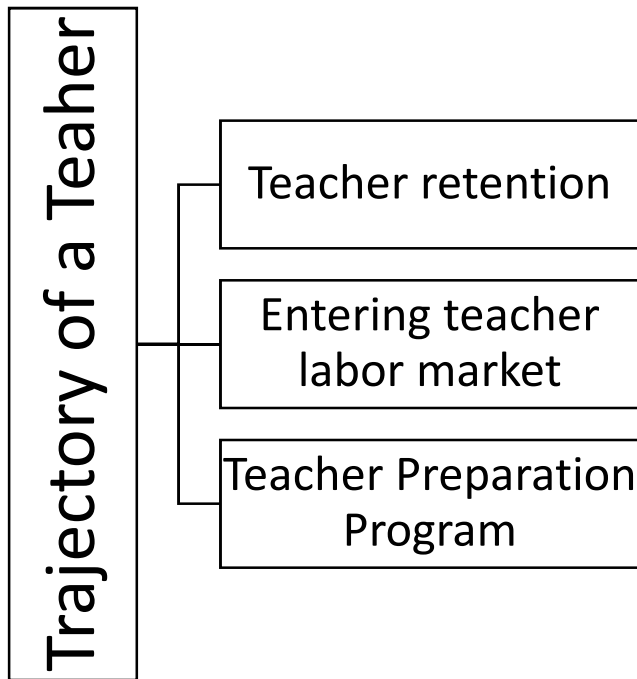 Trajectory of a Teaher
Teacher retention
Entering teacher
labor market
Teacher Preparation
Program